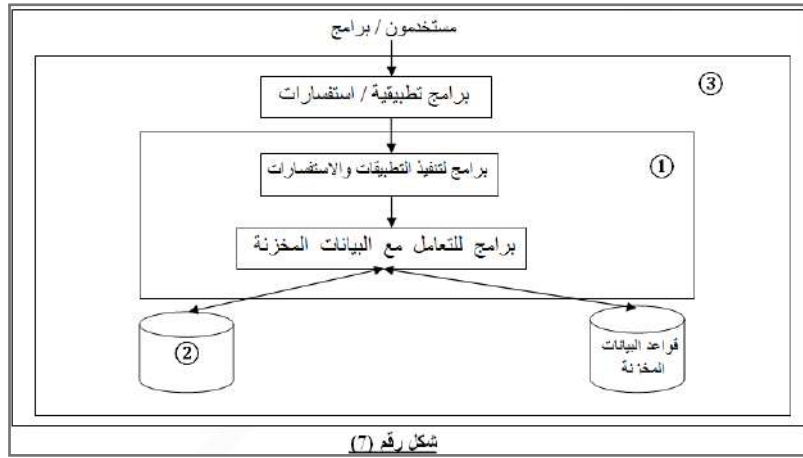 مستخدمون / برامج
③
برامج تطبيقية / استفسارات
①
برامج لتنفيذ التطبيقات والاستفسارات
برامج للتعامل مع البيانات المخزنة
②
قواعد البيانات
المخزنة
شكل رقم (7)